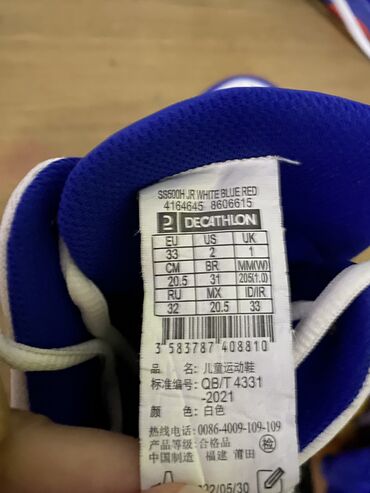 SS500H JR WHITE BLUE RED
4164645 8606615
DECATHLON
EU US UK
33 2 1
CM BR MM(W)
20.5 31 205(1.0)
RU MX ID/IR
32 20.5 33
3 583787 408810
品名: 儿童运动鞋
标准编号: QB/T 4331
-2021
颜 色: 白色
热线电话: 0086-4009-109-109
产品等级: 合格品 检
中国制造 福建 莆田
022/05/30